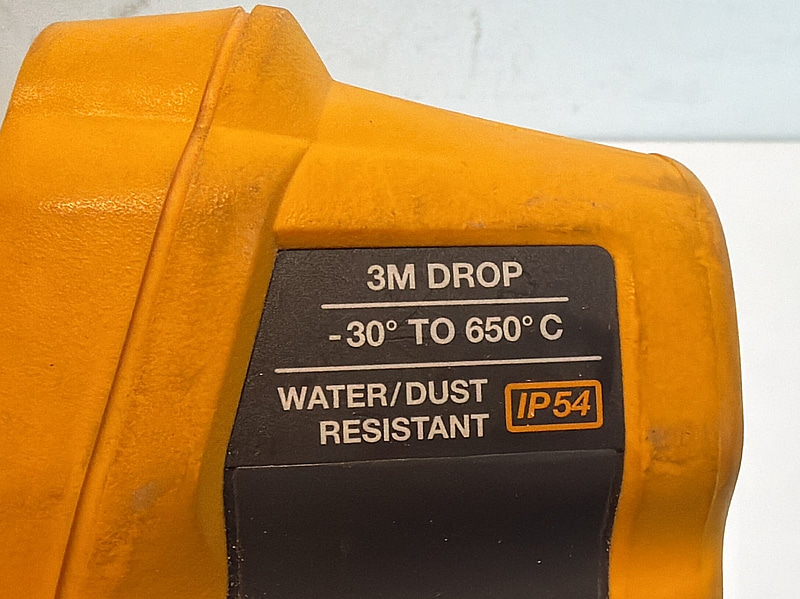 3M DROP
-30° TO 650° C
WATER/DUST
RESISTANT
IP54